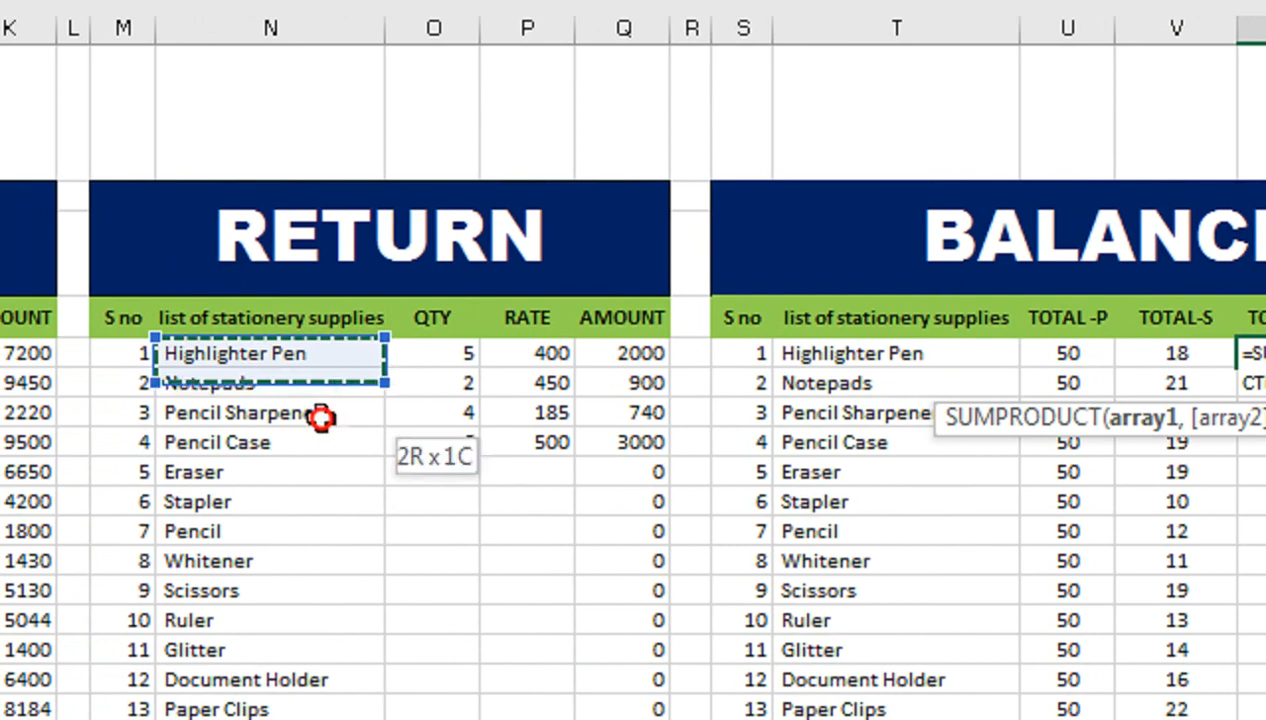 K L M N O P Q R S T U V
RETURN BALANC
OUNT S no list of stationery supplies QTY RATE AMOUNT S no list of stationery supplies TOTAL -P TOTAL-S TO
7200 1 Highlighter Pen 5 400 2000 1 Highlighter Pen 50 18 =SU
9450 2 Notepads 2 450 900 2 Notepads 50 21 CTI
2220 3 Pencil Sharpen 4 185 740 3 Pencil Sharpene SUMPRODUCT(array1, [array2]
9500 4 Pencil Case 500 3000 4 Pencil Case 50 19
2R x 1C
6650 5 Eraser 0 5 Eraser 50 19
4200 6 Stapler 0 6 Stapler 50 10
1800 7 Pencil 0 7 Pencil 50 12
1430 8 Whitener 0 8 Whitener 50 11
5130 9 Scissors 0 9 Scissors 50 19
5044 10 Ruler 0 10 Ruler 50 13
1400 11 Glitter 0 11 Glitter 50 14
6400 12 Document Holder 0 12 Document Holder 50 16
8184 13 Paper Clips 0 13 Paper Clips 50 22